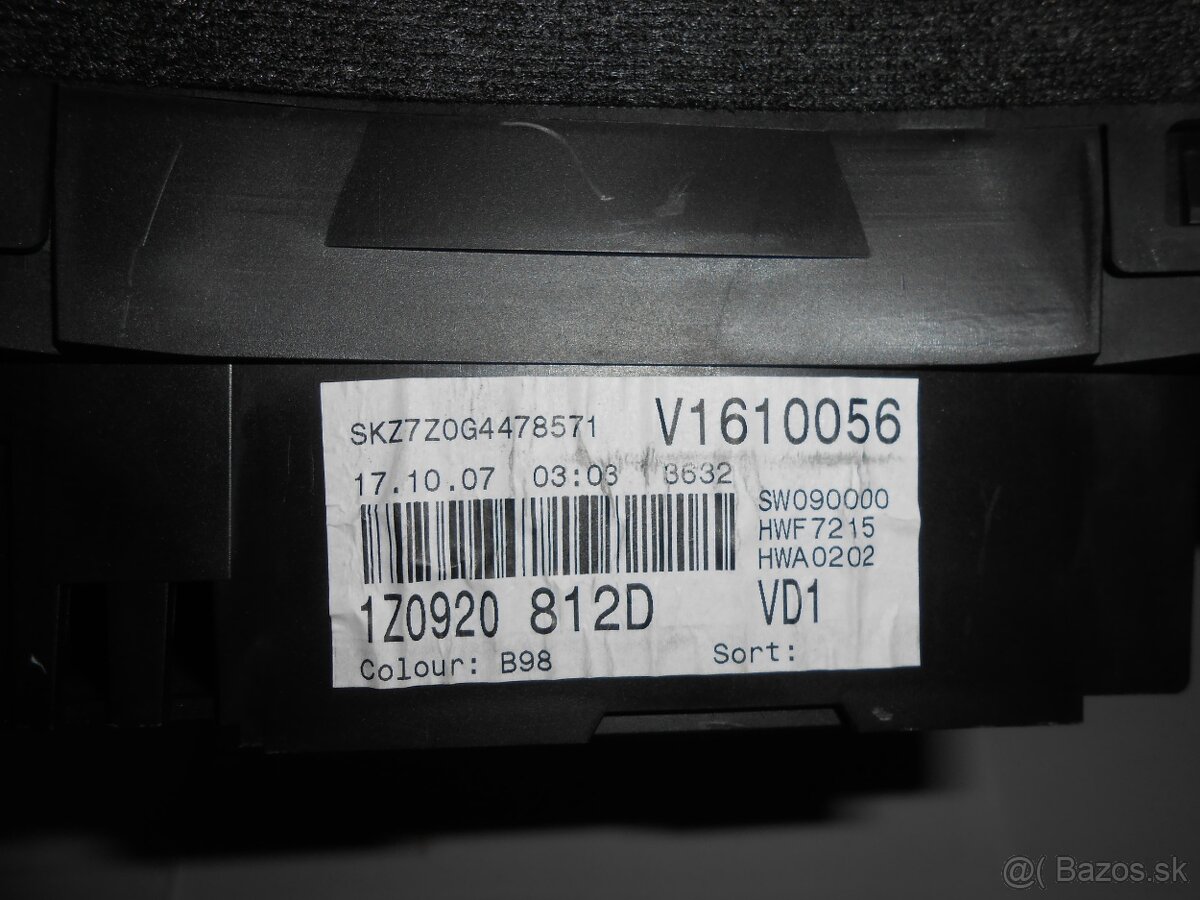 SKZ7Z0G4478571 V1610056
17.10.07 03:03 3632
SW090000
HWF7215
HWA0202
1Z0920 812D VD1
Colour: B98 Sort:
@( Bazos.sk